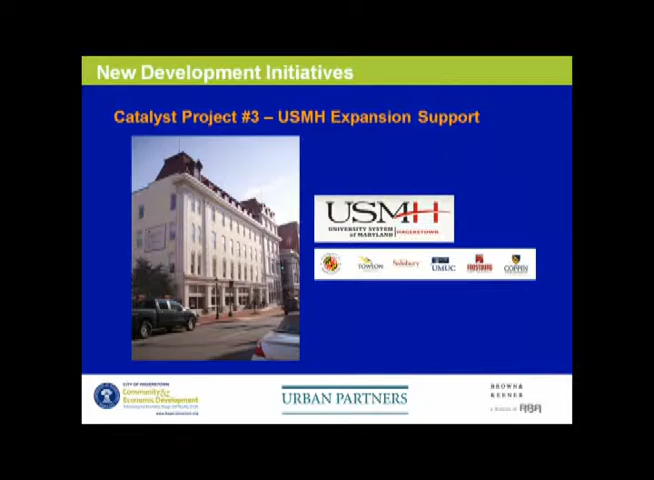 New Development Initiatives
Catalyst Project #3 – USMH Expansion Support
USMH
UNIVERSITY SYSTEM
of MARYLAND
HAGERSTOWN
TOWSON
Salisbury
UMUC
FROSTBURG
COPPIN
CITY OF HAGERSTOWN
Community &
Economic Development
URBAN PARTNERS
BROWN &
KEENER